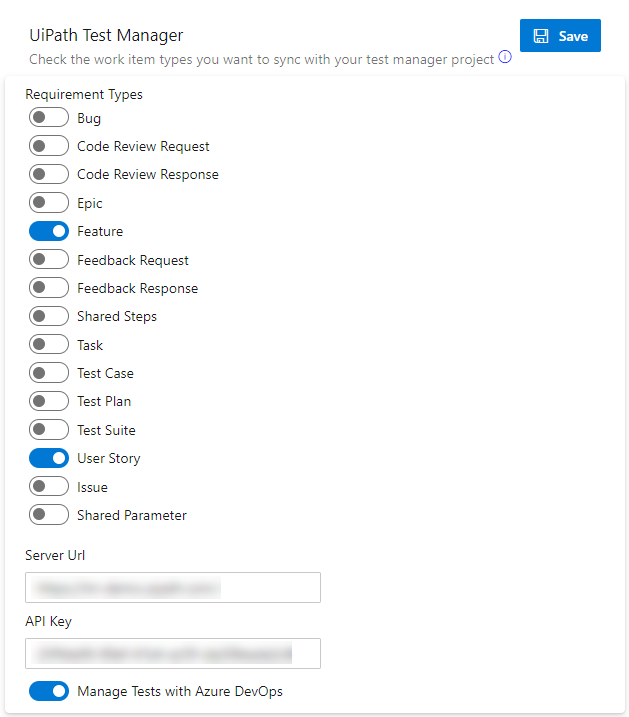 UiPath Test Manager
Save
Check the work item types you want to sync with your test manager project
Requirement Types
Bug
Code Review Request
Code Review Response
Epic
Feature
Feedback Request
Feedback Response
Shared Steps
Task
Test Case
Test Plan
Test Suite
User Story
Issue
Shared Parameter
Server Url
API Key
Manage Tests with Azure DevOps